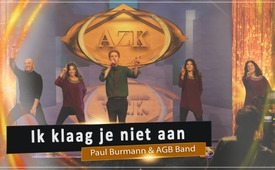 AZK
Ik klaag je niet aan
Paul Burmann & AGB Band